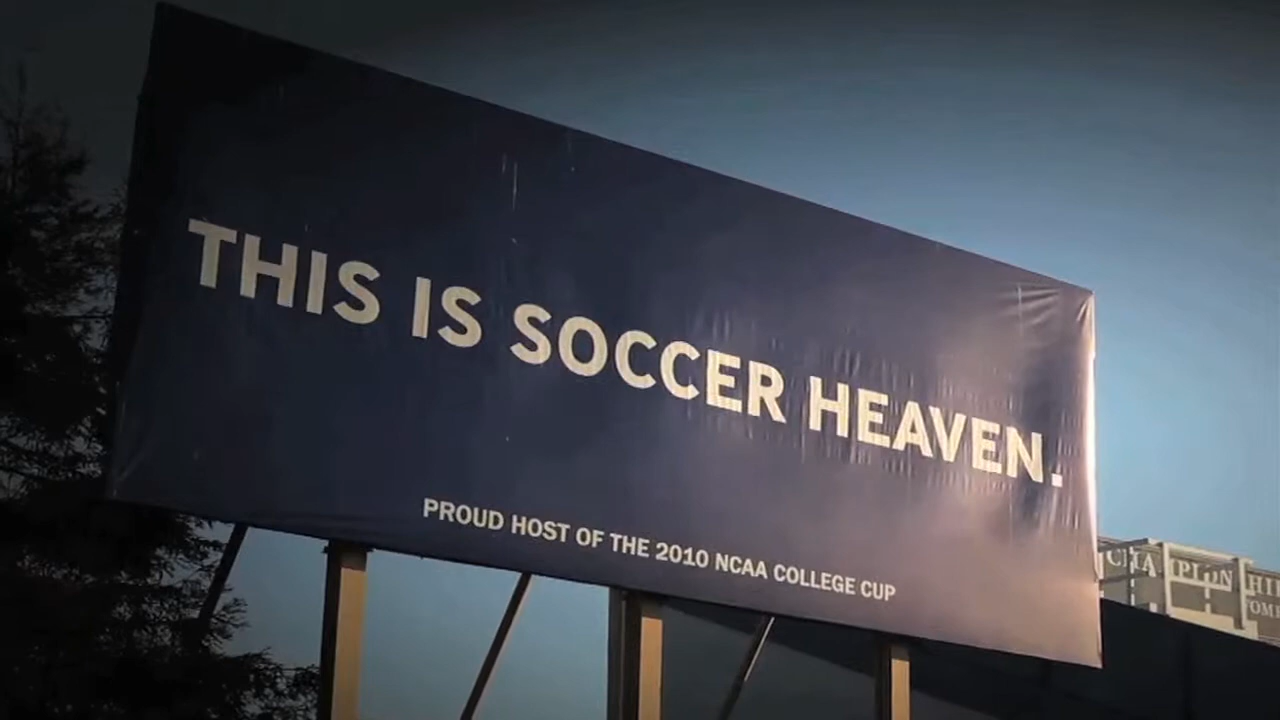 THIS IS SOCCER HEAVEN.
PROUD HOST OF THE 2010 NCAA COLLEGE CUP